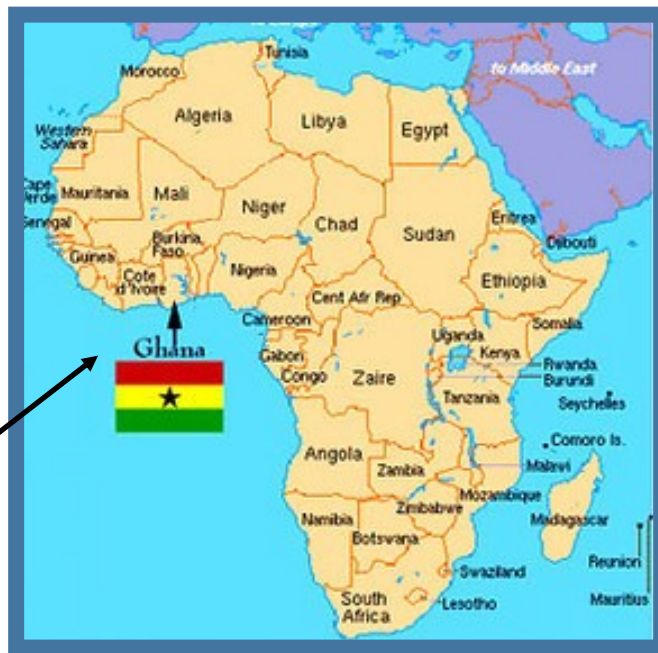 Tunisia
Morocco
to Middle East
Algeria
Libya
Egypt
Western
Sahara
Mauritania
Mali
Niger
Chad
Sudan
Eritrea
Djibouti
Senegal
Guinea
Burkina
Faso
Cote
d'Ivoire
Nigeria
Ethiopia
Cent Afr Rep
Cameroon
Somalia
Ghana
Gabon
Congo
Zaire
Uganda
Kenya
Rwanda
Burundi
Tanzania
Seychelles
Angola
Zambia
Comoro Is.
Malawi
Mozambique
Zimbabwe
Namibia
Botswana
Madagascar
Reunion
Mauritius
Swaziland
South
Africa
Lesotho